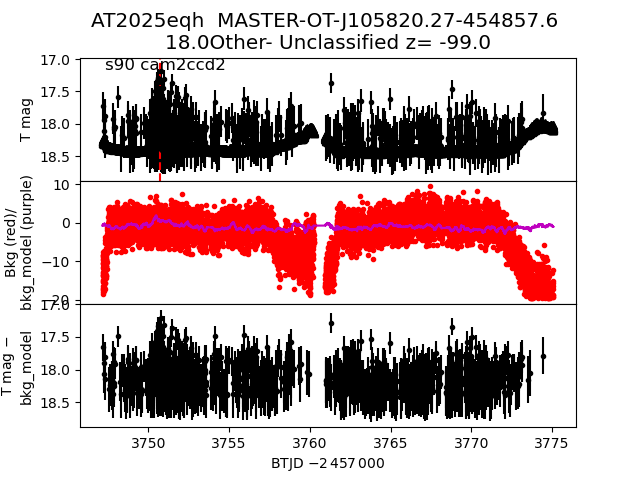 AT2025eqh  MASTER-OT-J105820.27-454857.6
18.0Other- Unclassified z= -99.0
s90 cam2ccd2
17.0
17.5
18.0
18.5
T mag
10
0
−10
−20
Bkg (red)/
bkg_model (purple)
17.0
17.5
18.0
18.5
T mag −
bkg_model
3750
3755
3760
3765
3770
3775
BTJD −2 457 000